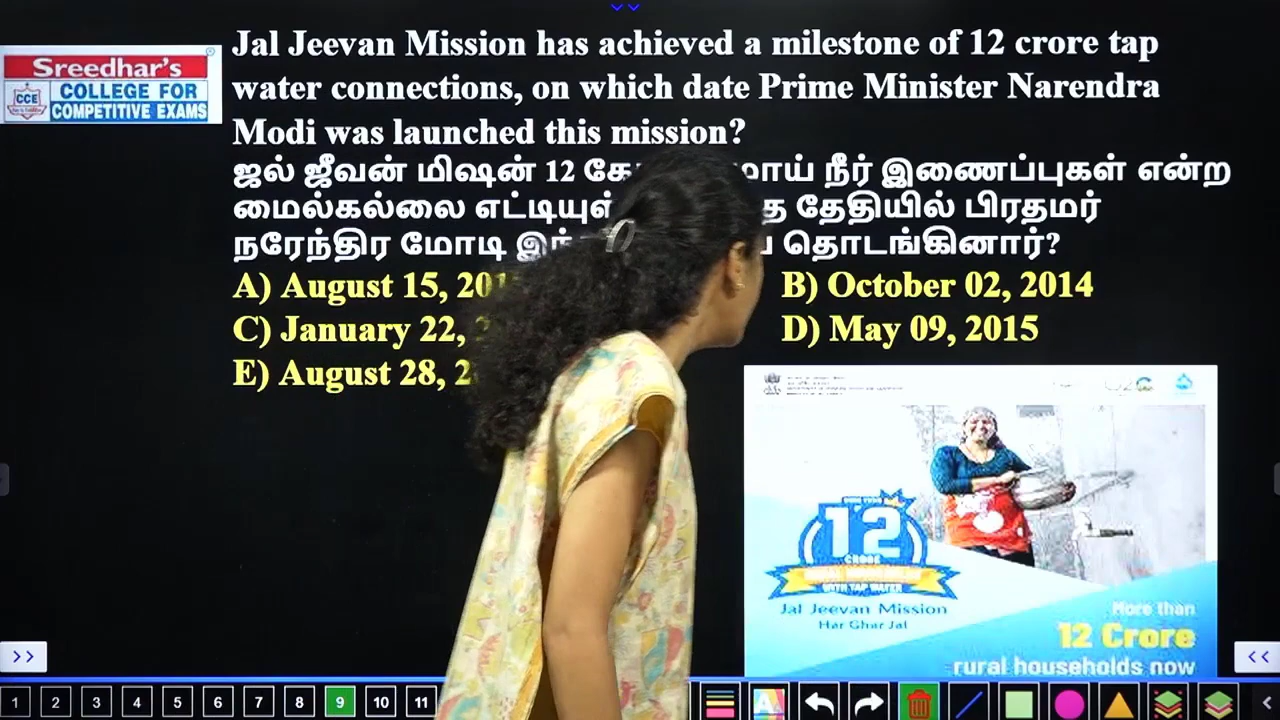 Jal Jeevan Mission has achieved a milestone of 12 crore tap
water connections, on which date Prime Minister Narendra
Modi was launched this mission?
Sreedhar's
CCE
COLLEGE FOR
COMPETITIVE EXAMS
ஜல் ஜீவன் மிஷன் 12 நீர் இணைப்புகள் என்ற
மைல்கல்லை தேதியில் பிரதமர்
நரேந்திர மோடி தொடங்கினார்?
A) August 15,
B) October 02, 2014
C) January 22,
D) May 09, 2015
E) August 28,
12
CRORE
WITH TAP WATER
Jal Jeevan Mission
Har Ghar Jal
More than
12 Crore
rural households now
>>
<<
1 2 3 4 5 6 7 8 9 10 11